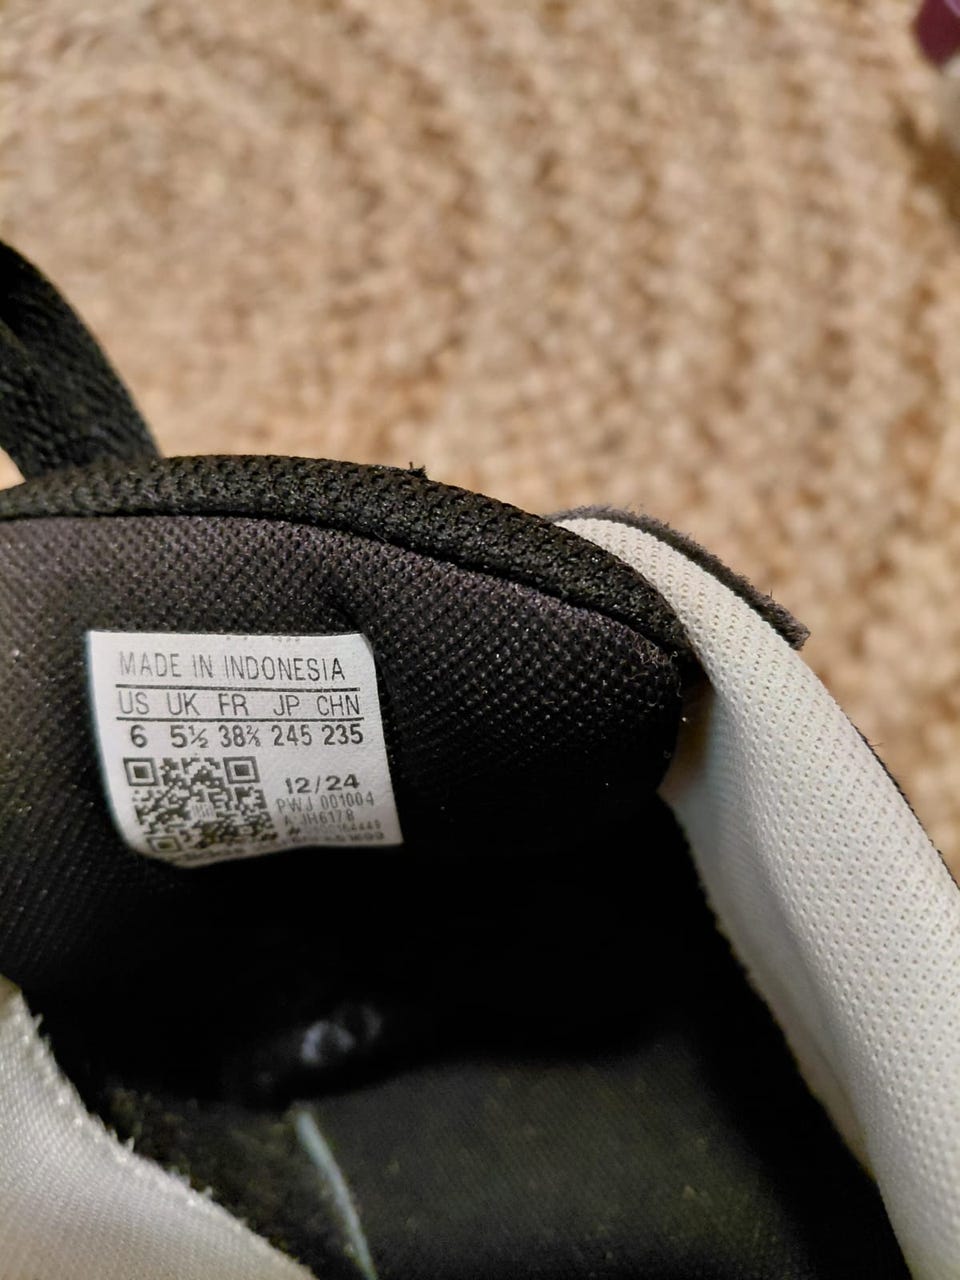 MADE IN INDONESIA
US UK FR JP CHN
6 5½ 38⅔ 245 235
12/24
PWJ 001004
JH6178